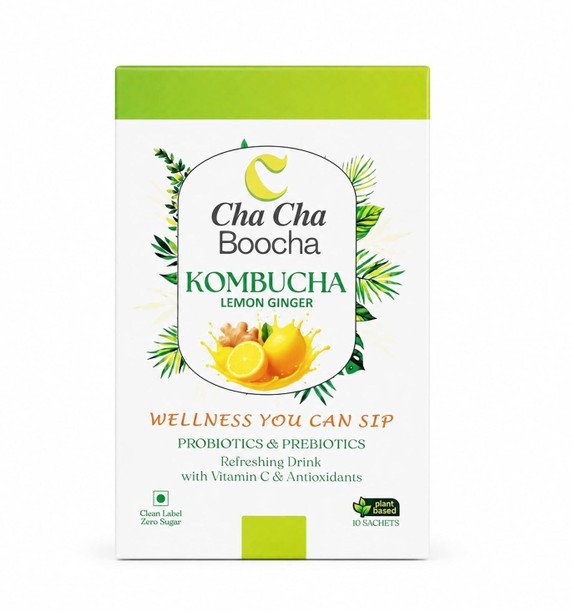 Cha Cha
Boocha
KOMBUCHA
LEMON GINGER
WELLNESS YOU CAN SIP
PROBIOTICS & PREBIOTICS
Refreshing Drink
with Vitamin C & Antioxidants
Clean Label
Zero Sugar
plant
based
10 SACHETS